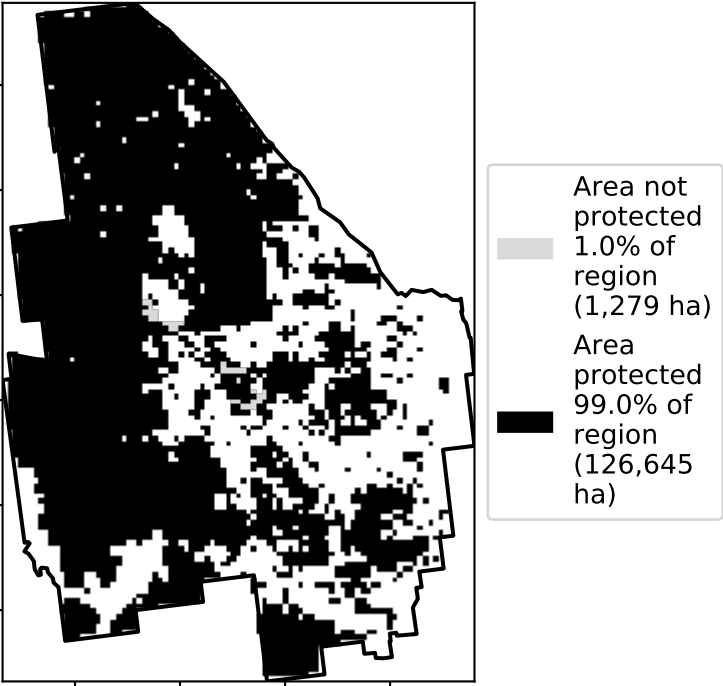 Area not
protected
1.0% of
region
(1,279 ha)
Area
protected
99.0% of
region
(126,645
ha)